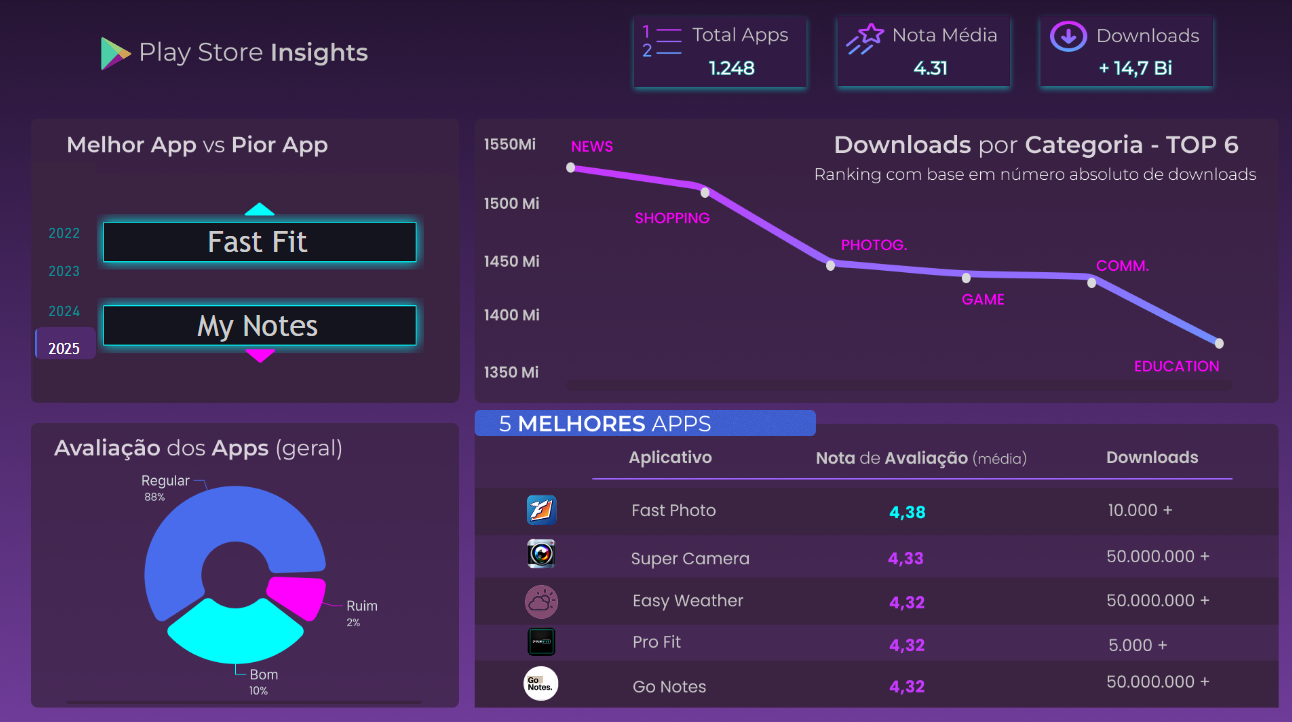 Play Store Insights
1
2
Total Apps
1.248
Nota Média
4.31
Downloads
+ 14,7 Bi
Melhor App vs Pior App
2022
2023
2024
2025
Fast Fit
My Notes
Downloads por Categoria - TOP 6
Ranking com base em número absoluto de downloads
1550Mi
1500 Mi
1450 Mi
1400 Mi
1350 Mi
NEWS
SHOPPING
PHOTOG.
GAME
COMM.
EDUCATION
Avaliação dos Apps (geral)
Regular
88%
Ruim
2%
Bom
10%
5 MELHORES APPS
Aplicativo Nota de Avaliação (média) Downloads
Fast Photo 4,38 10.000 +
Super Camera 4,33 50.000.000 +
Easy Weather 4,32 50.000.000 +
Pro Fit 4,32 5.000 +
Go
Notes.
Go Notes 4,32 50.000.000 +